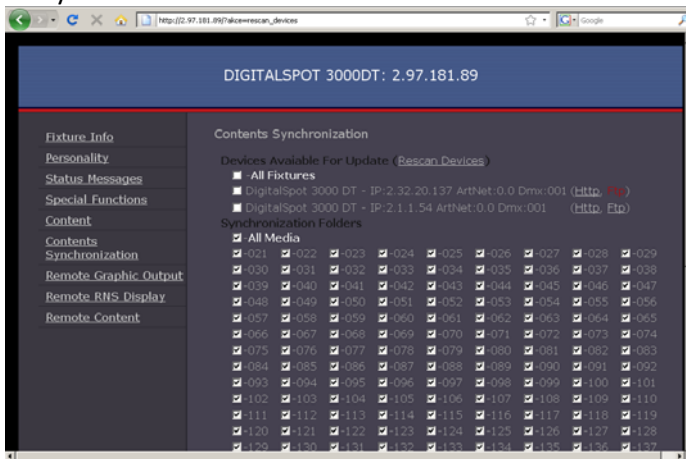 http://2.97.181.89/?akce=rescan_devices
Google
DIGITALSPOT 3000DT: 2.97.181.89
Fixture Info
Personality
Status Messages
Special Functions
Content
Contents
Synchronization
Remote Graphic Output
Remote RNS Display
Remote Content
Contents Synchronization
Devices Avaiable For Update (Rescan Devices)
-All Fixtures
DigitalSpot 3000 DT - IP:2.32.20.137 ArtNet:0.0 Dmx:001 (Http, Ftp)
DigitalSpot 3000 DT - IP:2.1.1.54 ArtNet:0.0 Dmx:001 (Http, Ftp)
Synchronization Folders
-All Media
-021 -022 -023 -024 -025 -026 -027 -028 -029
-030 -031 -032 -033 -034 -035 -036 -037 -038
-039 -040 -041 -042 -043 -044 -045 -046 -047
-048 -049 -050 -051 -052 -053 -054 -055 -056
-057 -058 -059 -060 -061 -062 -063 -064 -065
-066 -067 -068 -069 -070 -071 -072 -073 -074
-075 -076 -077 -078 -079 -080 -081 -082 -083
-084 -085 -086 -087 -088 -089 -090 -091 -092
-093 -094 -095 -096 -097 -098 -099 -100 -101
-102 -103 -104 -105 -106 -107 -108 -109 -110
-111 -112 -113 -114 -115 -116 -117 -118 -119
-120 -121 -122 -123 -124 -125 -126 -127 -128
-129 -130 -131 -132 -133 -134 -135 -136 -137